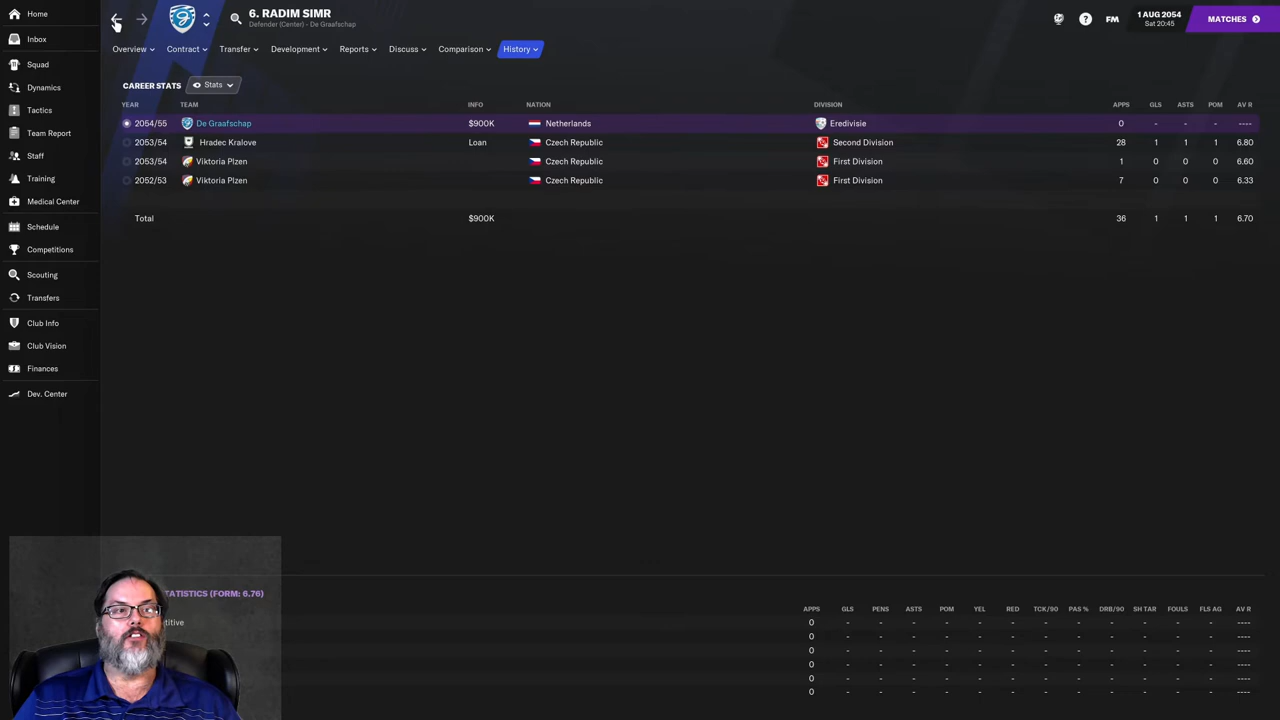 Home
Inbox
Squad
Dynamics
Tactics
Team Report
Staff
Training
Medical Center
Schedule
Competitions
Scouting
Transfers
Club Info
Club Vision
Finances
Dev. Center
6. RADIM SIMR
Defender (Center) - De Graafschap
? FM 1 AUG 2054 MATCHES
Sat 20:45
Overview Contract Transfer Development Reports Discuss Comparison History
CAREER STATS Stats
YEAR TEAM INFO NATION DIVISION APPS GLS ASTS POM AV R
2054/55 De Graafschap $900K Netherlands Eredivisie 0 - - - ----
2053/54 Hradec Kralove Loan Czech Republic Second Division 28 1 1 1 6.80
2053/54 Viktoria Plzen Czech Republic First Division 1 0 0 0 6.60
2052/53 Viktoria Plzen Czech Republic First Division 7 0 0 0 6.33
Total $900K 36 1 1 1 6.70
TATISTICS (FORM: 6.76)
APPS GLS PENS ASTS POM YEL RED TCK/90 PAS % DRB/90 SH TAR FOULS FLS AG AV R
titive 0 - - - - - - - - - - - - ----
0 - - - - - - - - - - - - ----
0 - - - - - - - - - - - - ----
0 - - - - - - - - - - - - ----
0 - - - - - - - - - - - - ----
0 - - - - - - - - - - - - ----